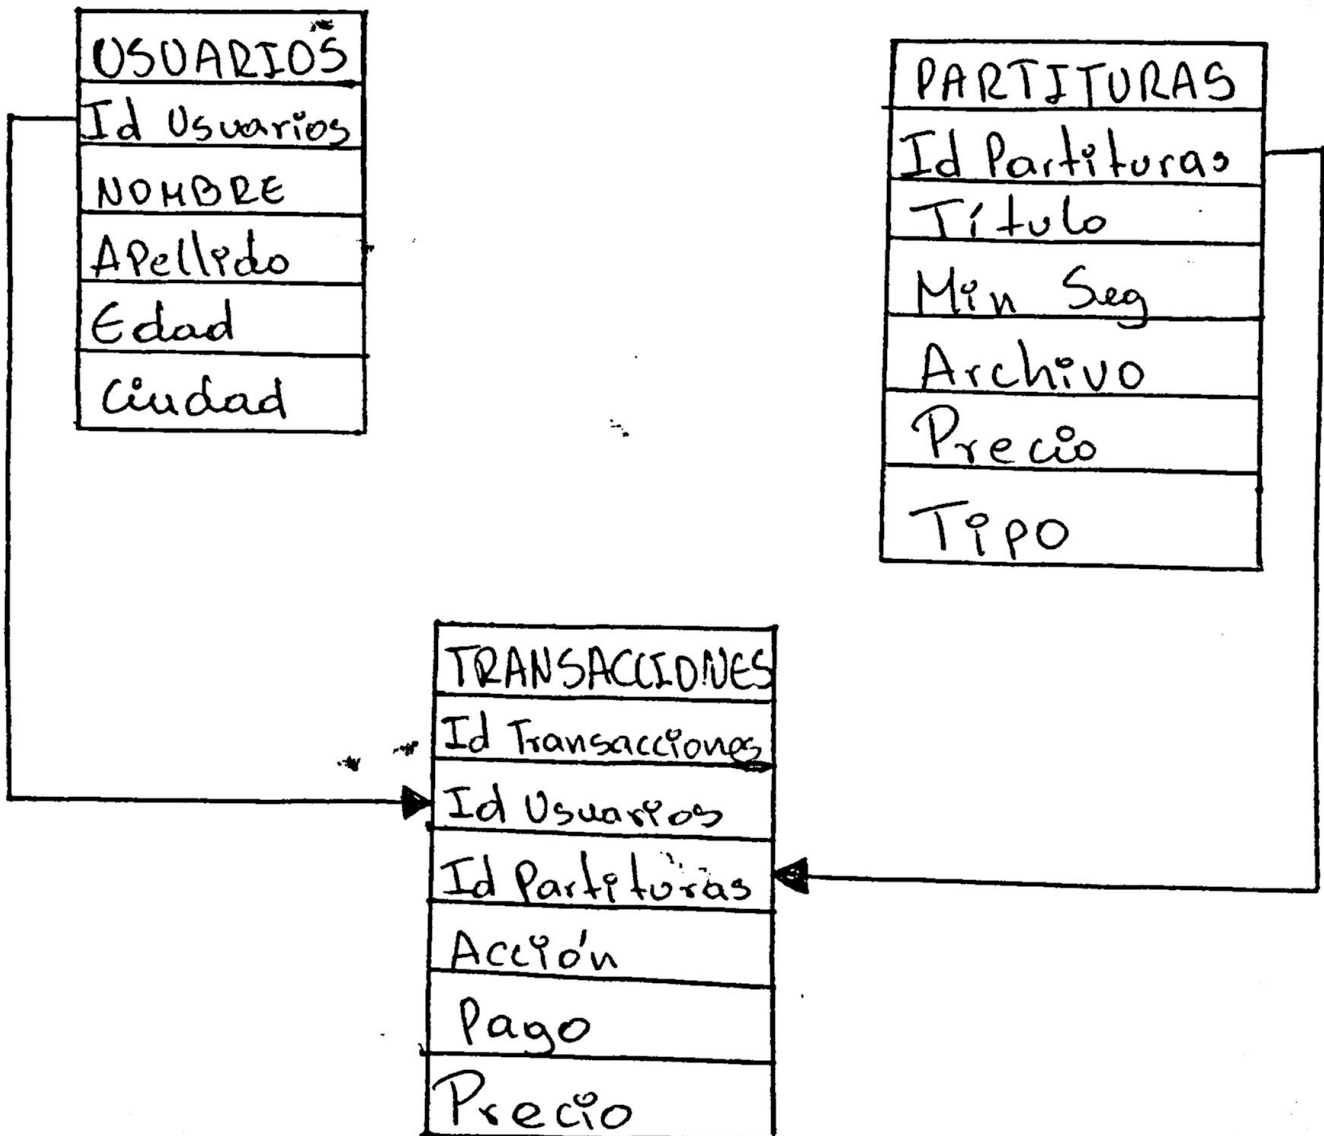 USUARIOS
Id Usuarios
NOMBRE
Apellido
Edad
Ciudad
PARTITURAS
Id Partituras
Título
Min Seg
Archivo
Precio
Tipo
TRANSACCIONES
Id Transacciones
Id Usuarios
Id Partituras
Acción
Pago
Precio